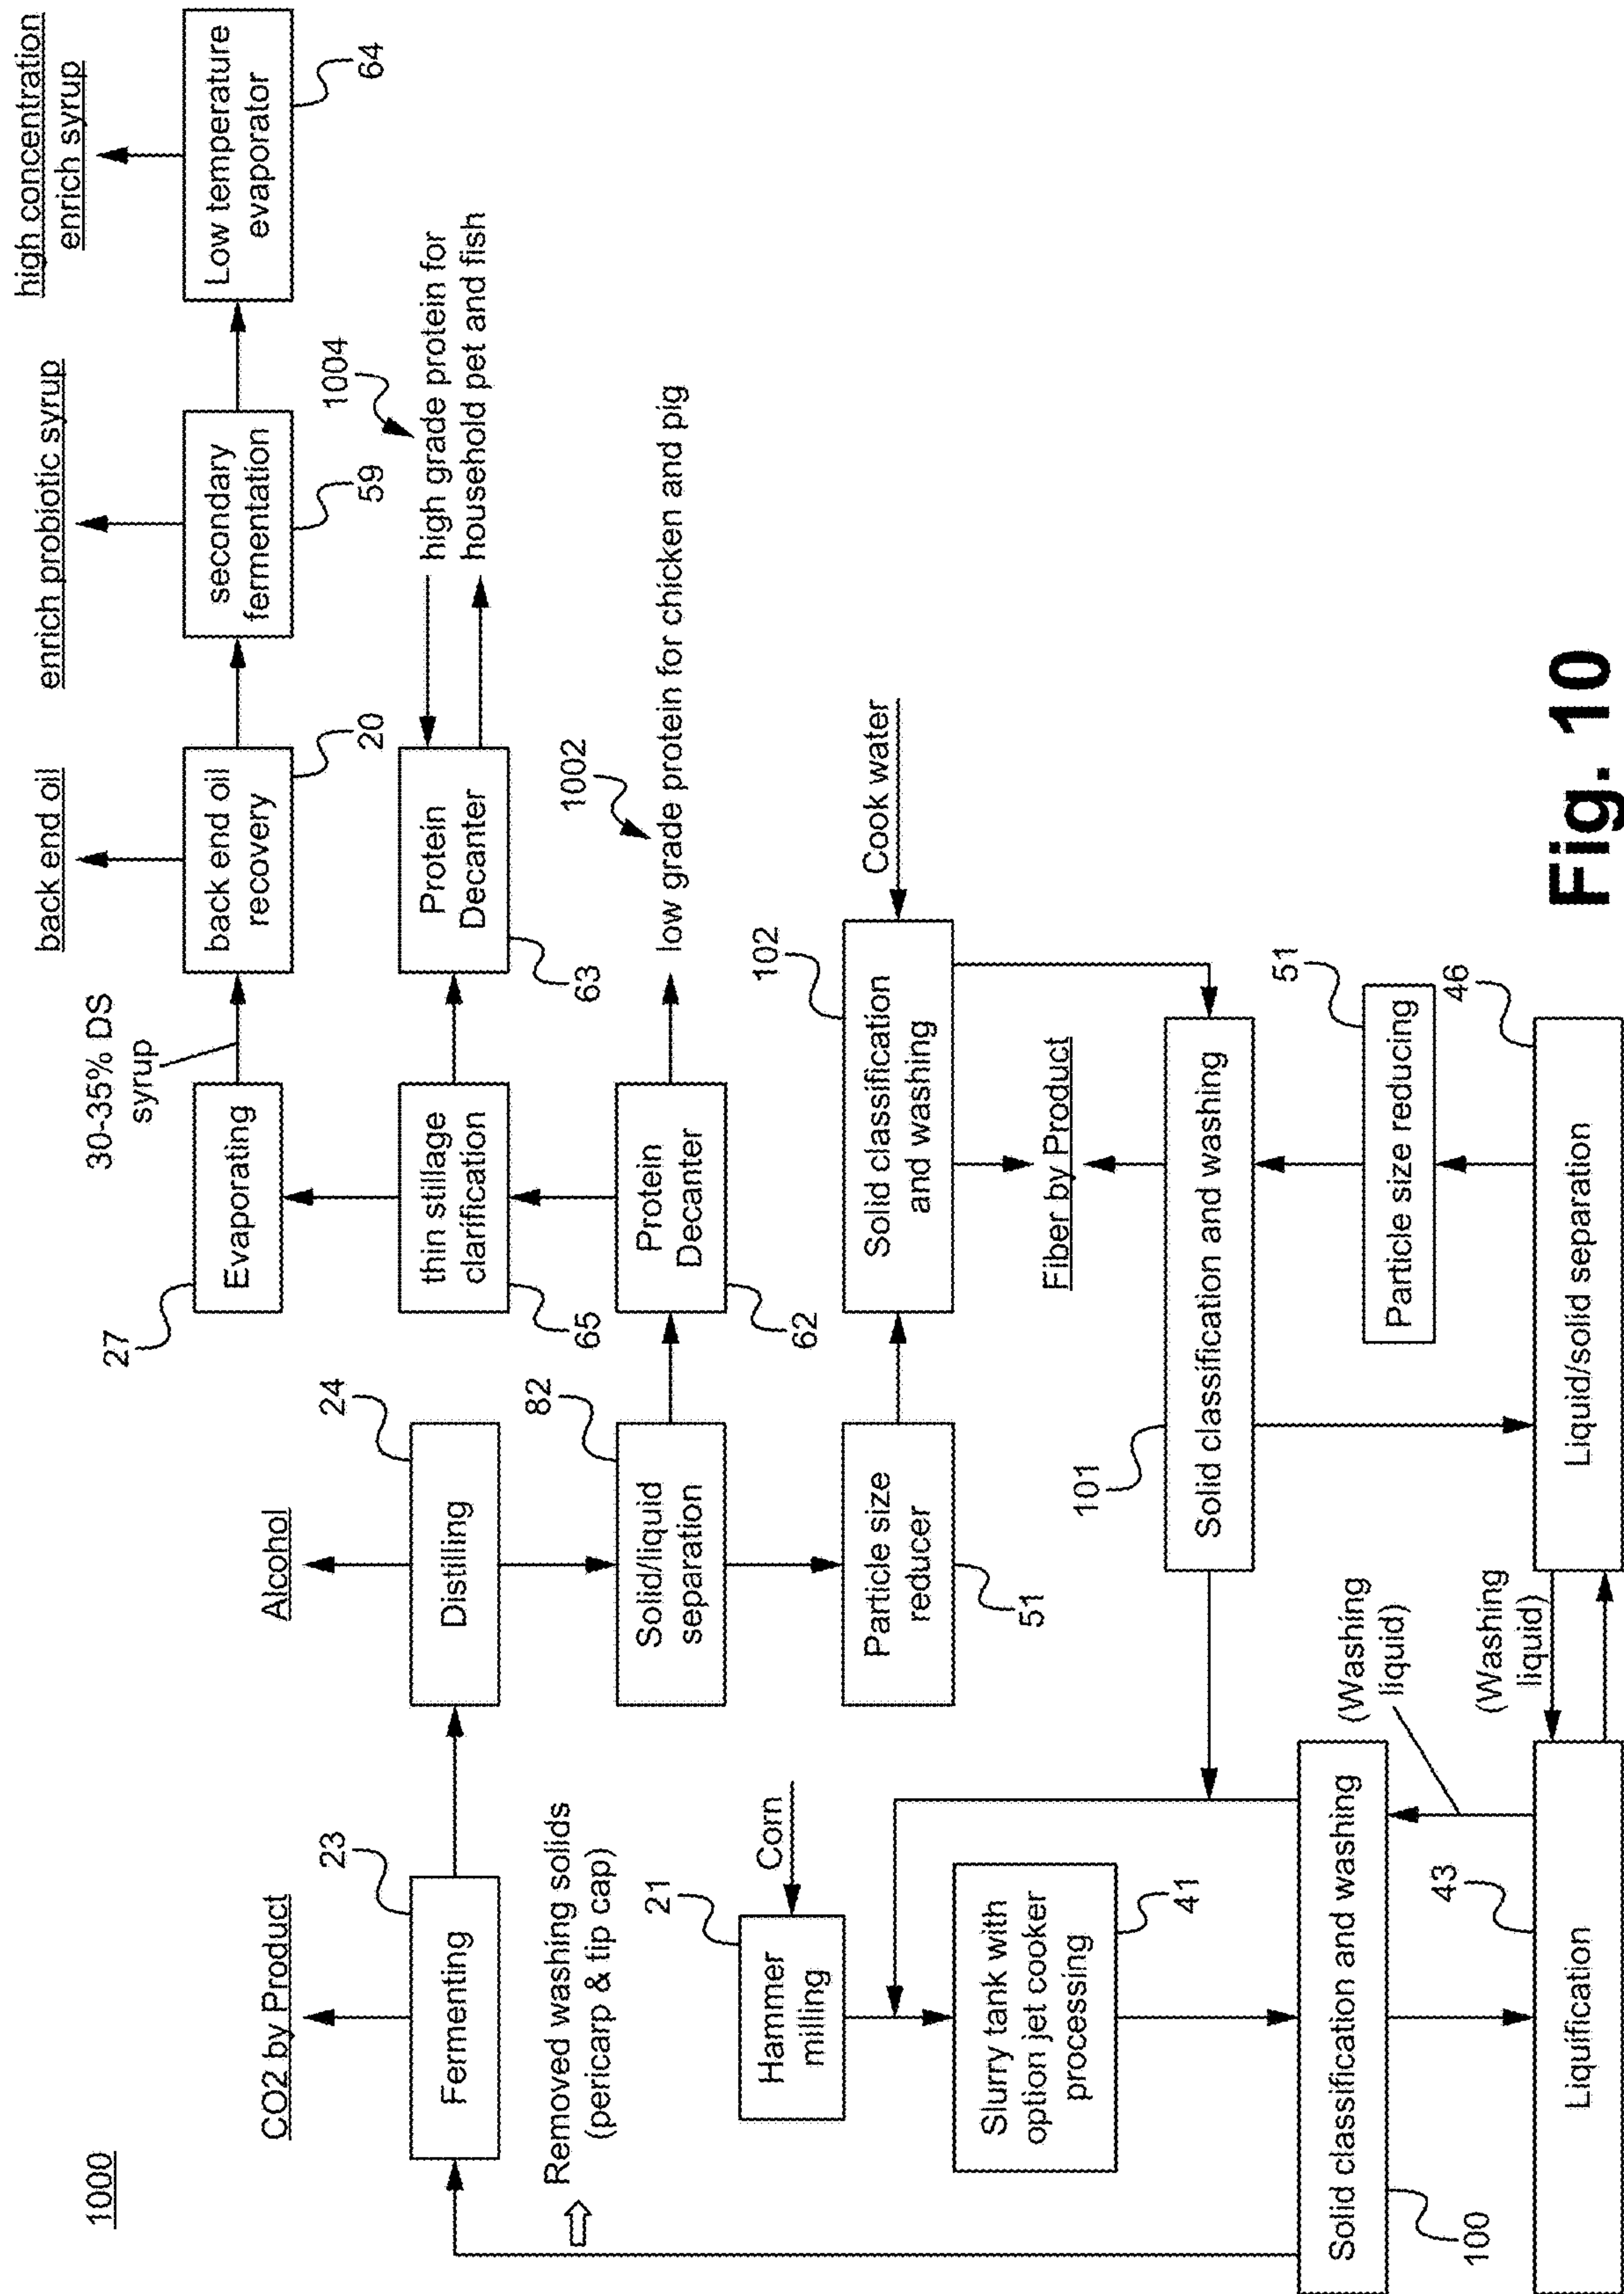 1000
CO2 by Product
Alcohol
30-35% DS
syrup
back end oil
enrich probiotic syrup
high concentration
enrich syrup
27
Evaporating
back end oil
recovery
20
secondary
fermentation
59
Low temperature
evaporator
64
23
Fermenting
24
Distilling
thin stillage
clarification
65
Protein
Decanter
63
1004
high grade protein for
household pet and fish
Removed washing solids
(pericarp & tip cap)
82
Solid/liquid
separation
Protein
Decanter
62
1002
low grade protein for chicken and pig
21
Hammer
milling
Corn
Particle size
reducer
51
Solid classification
and washing
102
Cook water
Fiber by Product
Slurry tank with
option jet cooker
processing
41
101
Solid classification and washing
Particle size reducing
51
Solid classification and washing
100
(Washing
liquid)
(Washing
liquid)
43
Liquification
Liquid/solid separation
46
Fig. 10